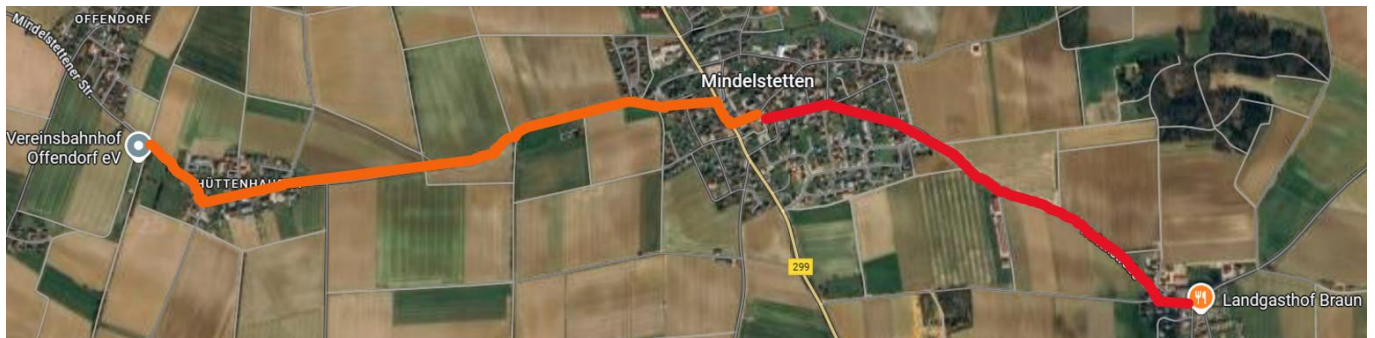 OFFENDORF
Mindelstettener Str.
Mindelstetten
Vereinsbahnhof
Offendorf eV
299
Landgasthof Braun